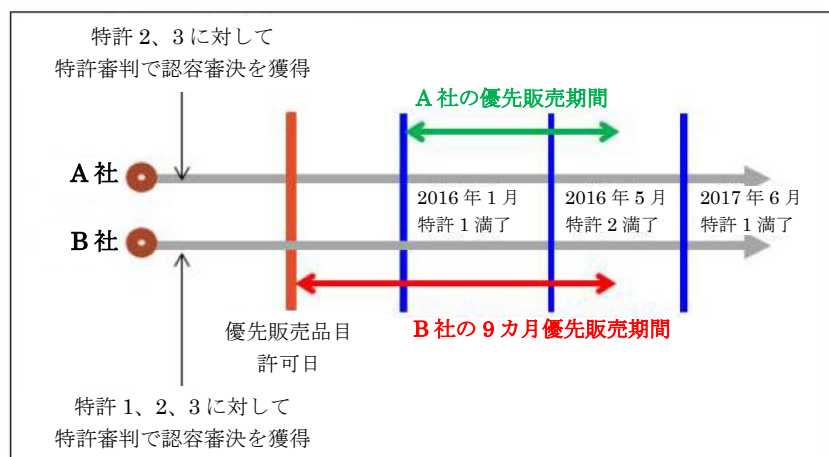 特許 2、3 に対して
特許審判で認容審決を獲得
A 社の優先販売期間
A 社
2016 年 1 月
特許 1 満了
2016 年 5 月
特許 2 満了
2017 年 6 月
特許 1 満了
B 社
優先販売品目
許可日
B 社の 9 カ月優先販売期間
特許 1、2、3 に対して
特許審判で認容審決を獲得